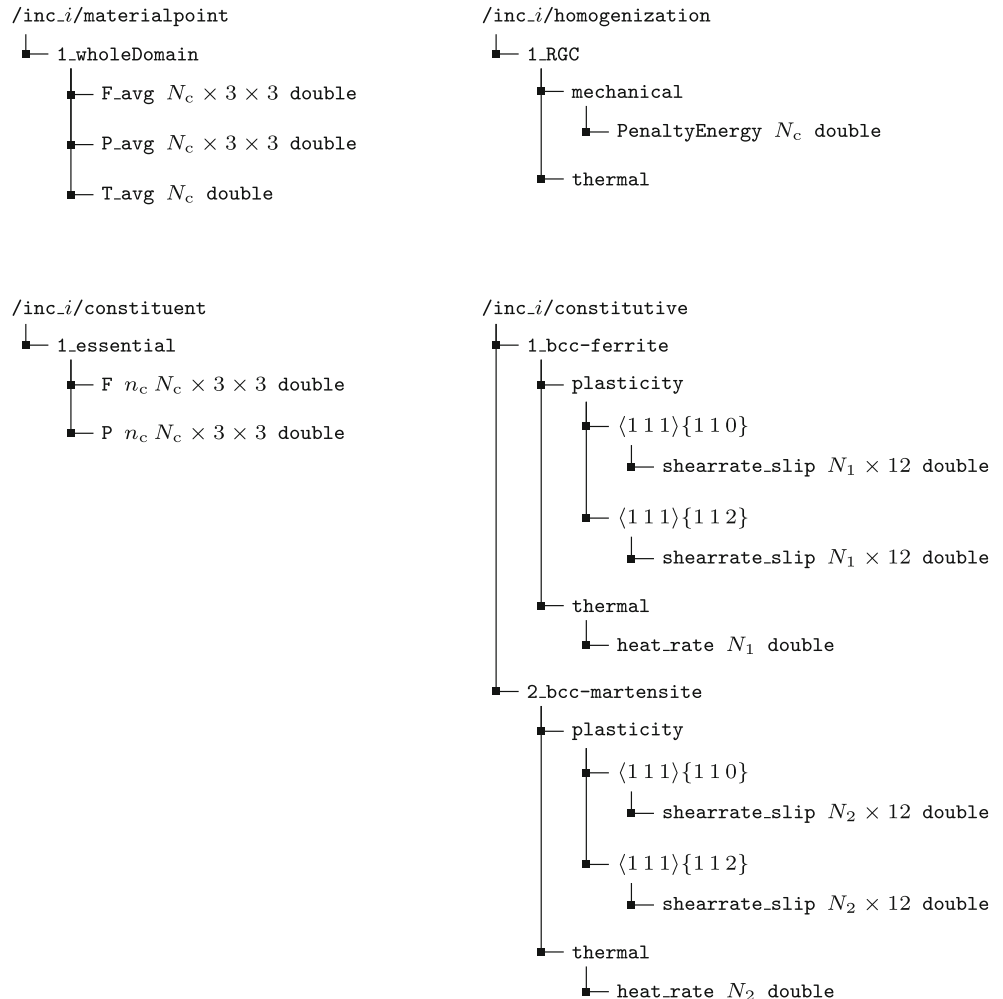 /inc_i/materialpoint
1_wholeDomain
F_avg N_c × 3 × 3 double
P_avg N_c × 3 × 3 double
T_avg N_c double
/inc_i/homogenization
1_RGC
mechanical
PenaltyEnergy N_c double
thermal
/inc_i/constituent
1_essential
F n_c N_c × 3 × 3 double
P n_c N_c × 3 × 3 double
/inc_i/constitutive
1_bcc-ferrite
plasticity
⟨1 1 1⟩{1 1 0}
shearrate_slip N_1 × 12 double
⟨1 1 1⟩{1 1 2}
shearrate_slip N_1 × 12 double
thermal
heat_rate N_1 double
2_bcc-martensite
plasticity
⟨1 1 1⟩{1 1 0}
shearrate_slip N_2 × 12 double
⟨1 1 1⟩{1 1 2}
shearrate_slip N_2 × 12 double
thermal
heat_rate N_2 double